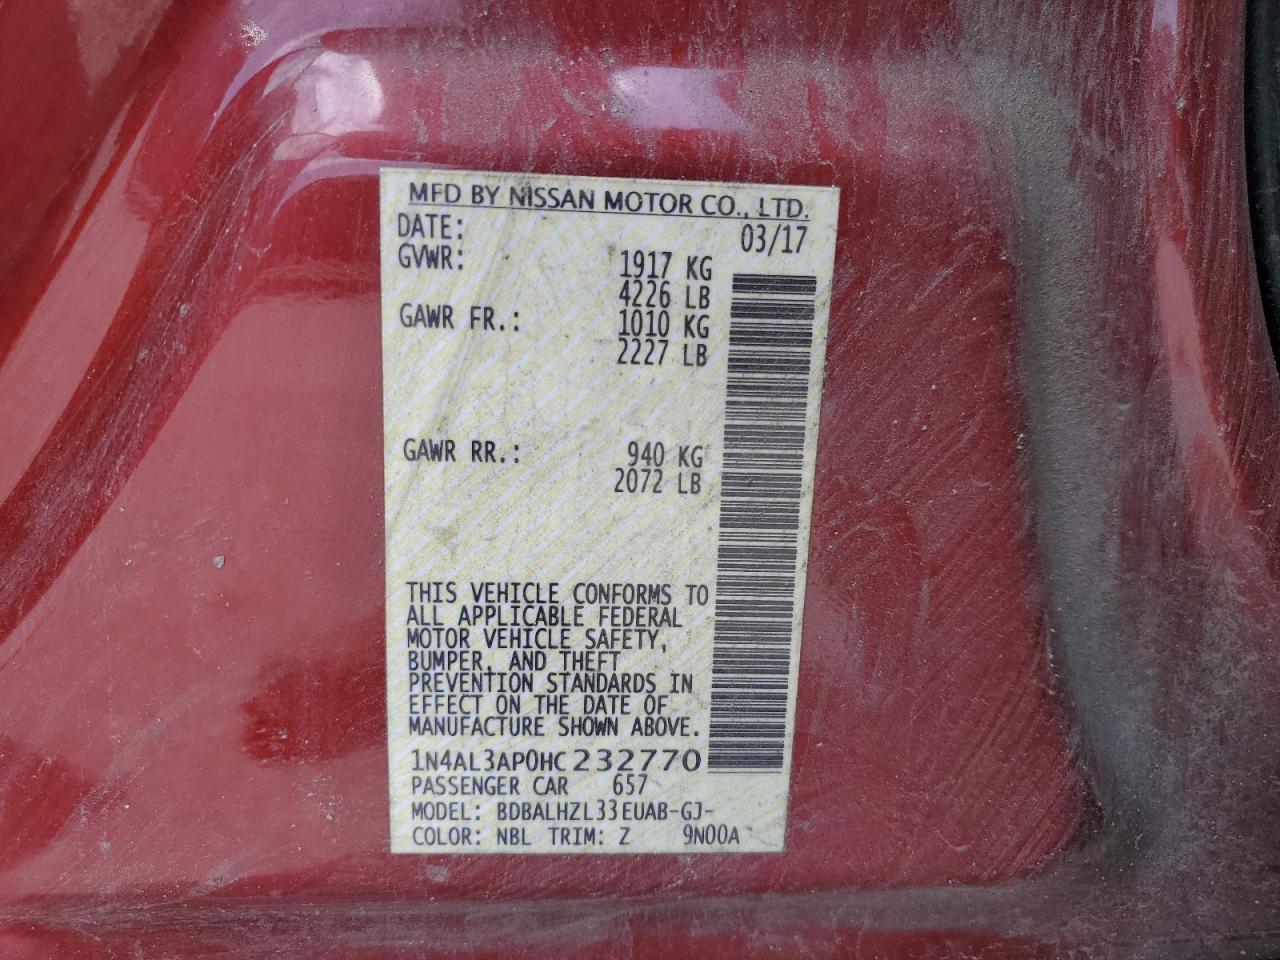 MFD BY NISSAN MOTOR CO., LTD.
DATE: 03/17
GVWR: 1917 KG
4226 LB
GAWR FR.: 1010 KG
2227 LB
GAWR RR.: 940 KG
2072 LB
THIS VEHICLE CONFORMS TO
ALL APPLICABLE FEDERAL
MOTOR VEHICLE SAFETY,
BUMPER, AND THEFT
PREVENTION STANDARDS IN
EFFECT ON THE DATE OF
MANUFACTURE SHOWN ABOVE.
1N4AL3AP0HC232770
PASSENGER CAR 657
MODEL: BDBALHZL33EUAB-GJ-
COLOR: NBL TRIM: Z 9N00A